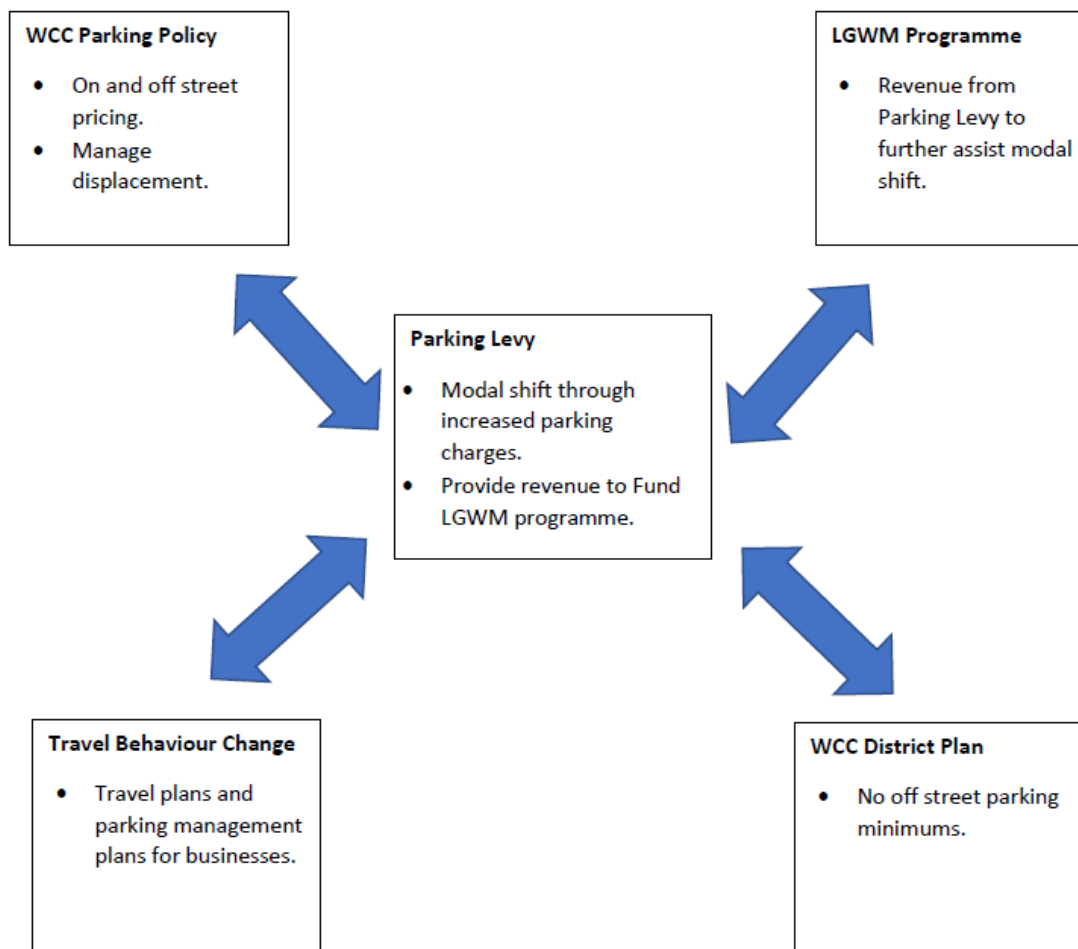 WCC Parking Policy
• On and off street
pricing.
• Manage
displacement.
LGWM Programme
• Revenue from
Parking Levy to
further assist modal
shift.
Parking Levy
• Modal shift through
increased parking
charges.
• Provide revenue to Fund
LGWM programme.
Travel Behaviour Change
• Travel plans and
parking management
plans for businesses.
WCC District Plan
• No off street parking
minimums.